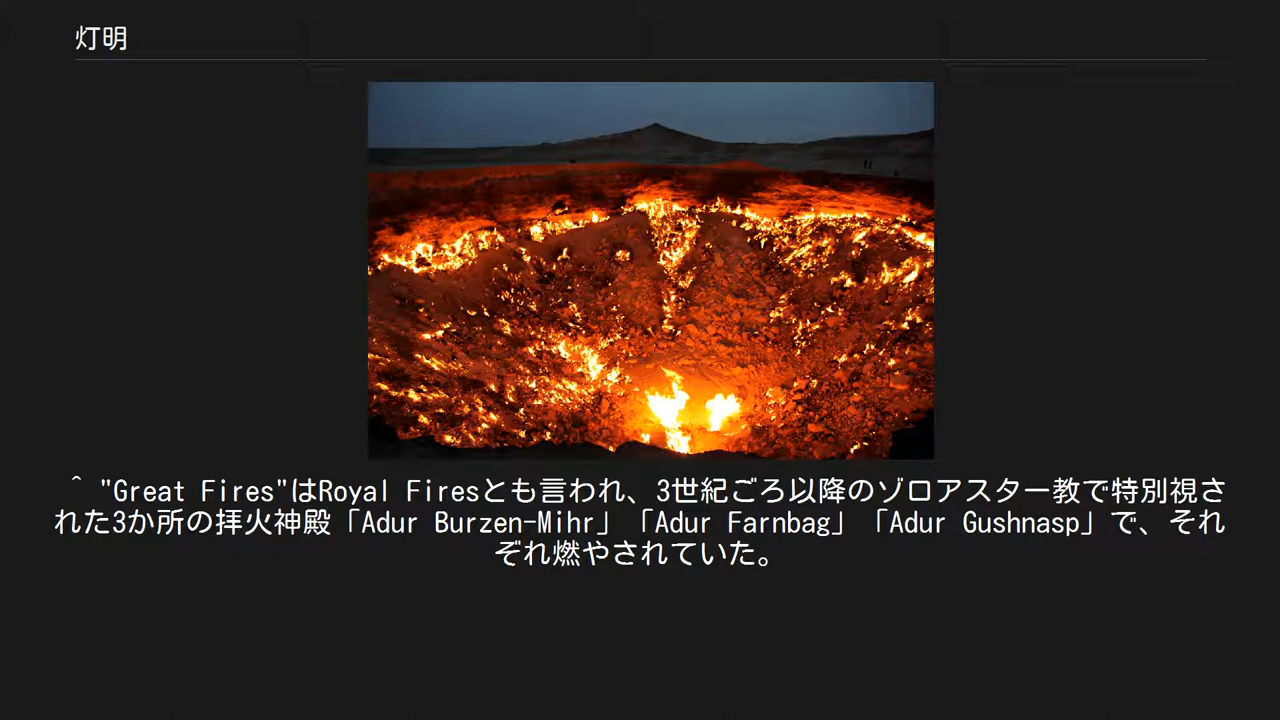 灯明
^ "Great Fires"はRoyal Firesとも言われ、3世紀ごろ以降のゾロアスター教で特別視さ
れた3か所の拝火神殿「Adur Burzen-Mihr」「Adur Farnbag」「Adur Gushnasp」で、それ
ぞれ燃やされていた。